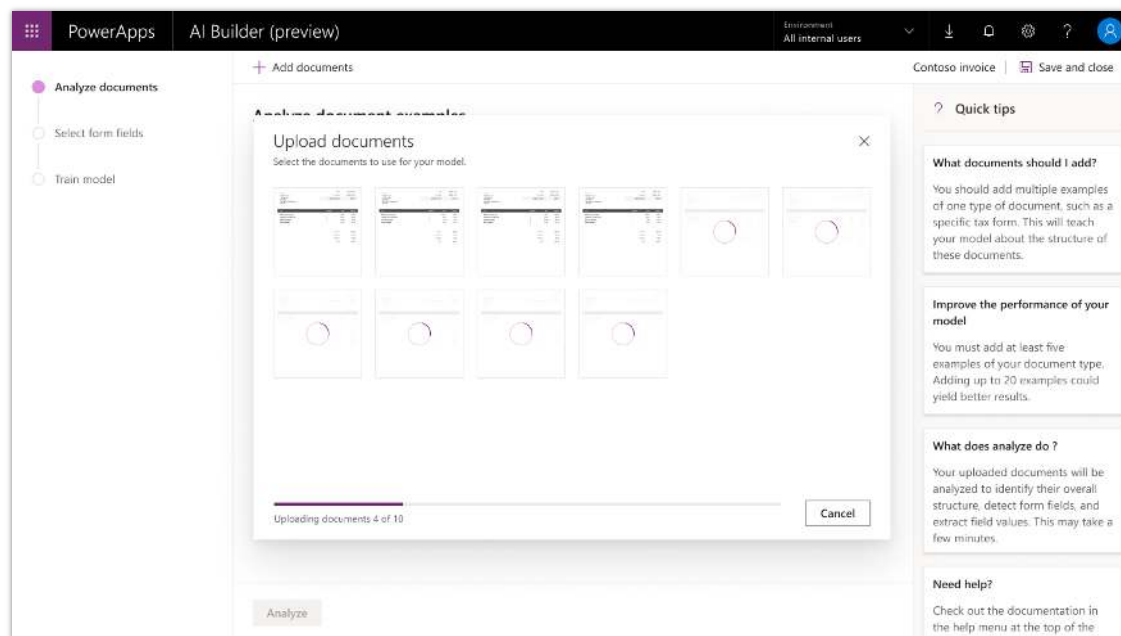 PowerApps AI Builder (preview) Environment
All internal users ?
Analyze documents
Select form fields
Train model
+ Add documents
Contoso invoice Save and close
Analyze document examples
Upload documents
Select the documents to use for your model.
Uploading documents 4 of 10
Cancel
Analyze
? Quick tips
What documents should I add?
You should add multiple examples
of one type of document, such as a
specific tax form. This will teach
your model about the structure of
these documents.
Improve the performance of your
model
You must add at least five
examples of your document type.
Adding up to 20 examples could
yield better results.
What does analyze do ?
Your uploaded documents will be
analyzed to identify their overall
structure, detect form fields, and
extract field values. This may take a
few minutes.
Need help?
Check out the documentation in
the help menu at the top of the